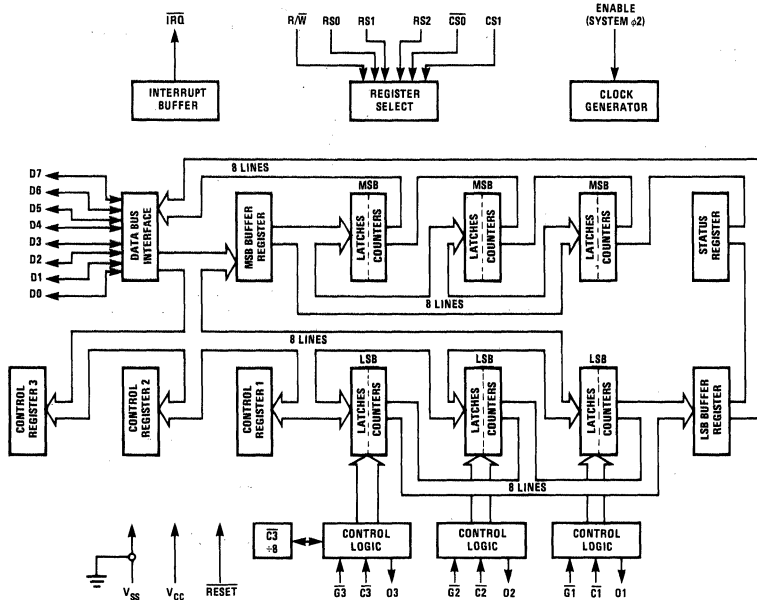 IRQ
R/W RS0 RS1 RS2 CS0 CS1
ENABLE
(SYSTEM ϕ2)
INTERRUPT
BUFFER
REGISTER
SELECT
CLOCK
GENERATOR
8 LINES
D7
D6
D5
D4
D3
D2
D1
D0
DATA BUS
INTERFACE
MSB BUFFER
REGISTER
MSB
LATCHES
COUNTERS
MSB
LATCHES
COUNTERS
MSB
LATCHES
COUNTERS
STATUS
REGISTER
8 LINES
8 LINES
CONTROL
REGISTER 3
CONTROL
REGISTER 2
CONTROL
REGISTER 1
LSB
LATCHES
COUNTERS
LSB
LATCHES
COUNTERS
LSB
LATCHES
COUNTERS
LSB BUFFER
REGISTER
8 LINES
C3
÷8
CONTROL
LOGIC
CONTROL
LOGIC
CONTROL
LOGIC
VSS VCC RESET
G3 C3 O3
G2 C2 O2
G1 C1 O1